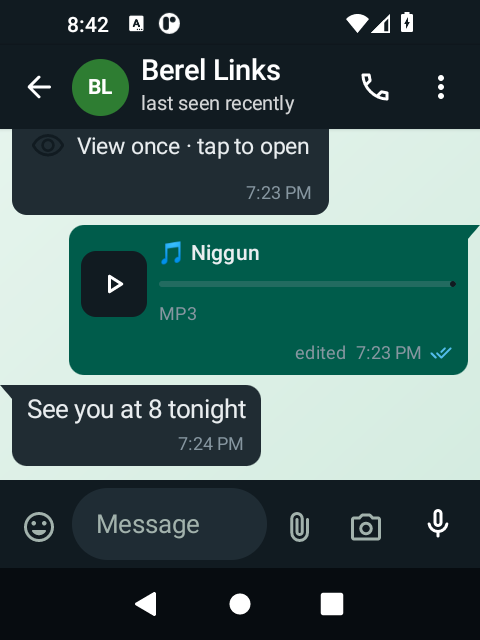 8:42
A
BL
Berel Links
last seen recently
View once · tap to open
7:23 PM
🎵 Niggun
MP3
edited 7:23 PM
See you at 8 tonight
7:24 PM
Message